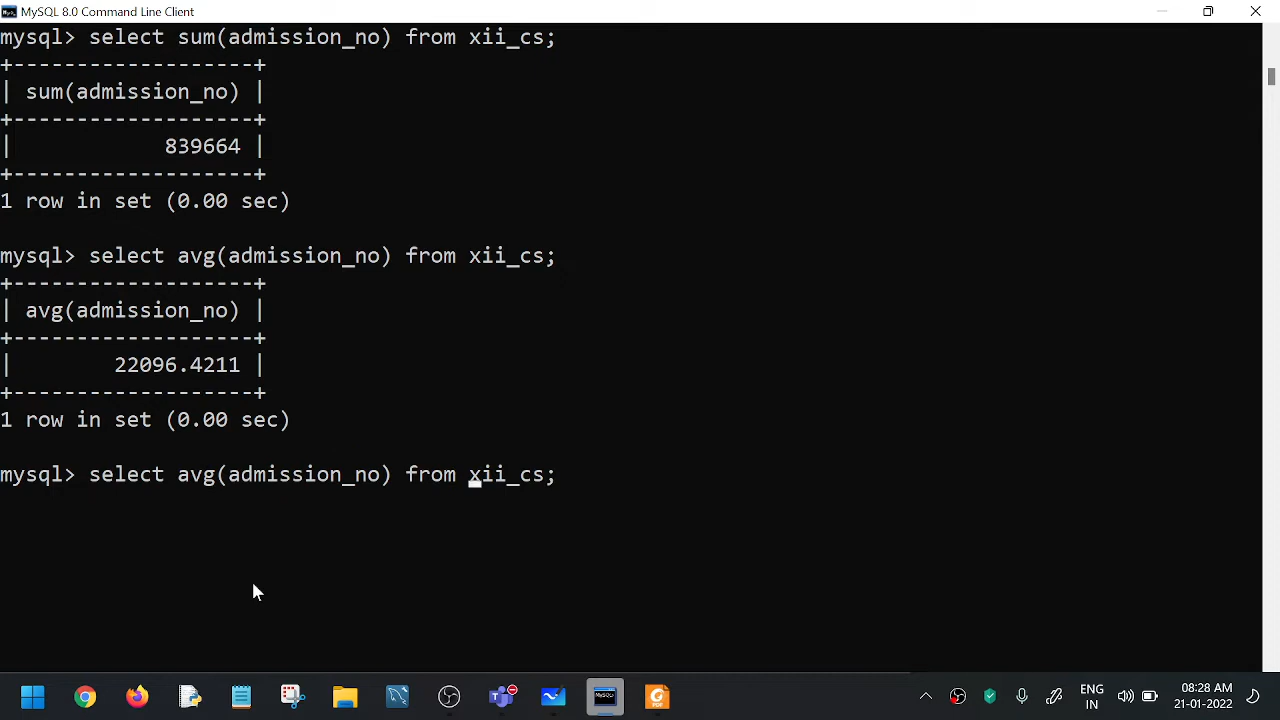 MySQL 8.0 Command Line Client
mysql> select sum(admission_no) from xii_cs;
+-------------------+
| sum(admission_no) |
+-------------------+
|            839664 |
+-------------------+
1 row in set (0.00 sec)
mysql> select avg(admission_no) from xii_cs;
+-------------------+
| avg(admission_no) |
+-------------------+
|        22096.4211 |
+-------------------+
1 row in set (0.00 sec)
mysql> select avg(admission_no) from xii_cs;
ENG
IN
08:28 AM
21-01-2022